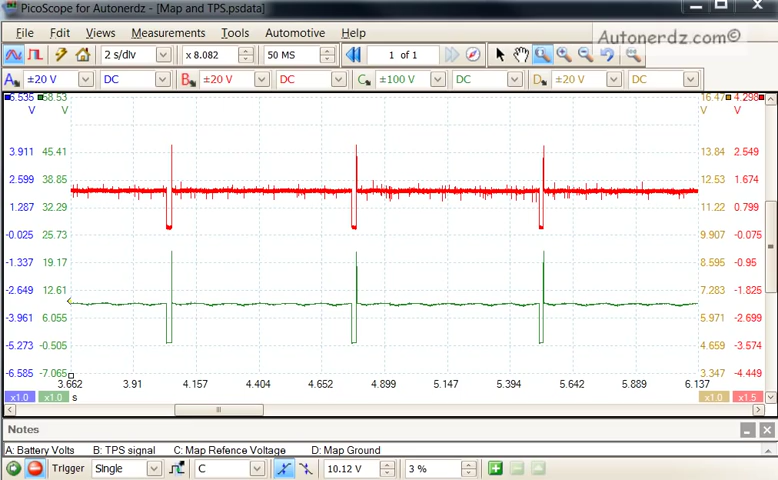 PicoScope for Autonerdz - [Map and TPS.psdata]
File Edit Views Measurements Tools Automotive Help
Autonerdz.com©
2 s/div x 8.082 50 MS 1 of 1
A ±20 V DC B ±20 V DC C ±100 V DC D ±20 V DC
6.535 58.53 16.47 4.298
V V V V
3.911 45.41 13.84 2.549
2.599 38.85 12.53 1.674
1.287 32.29 11.22 0.799
-0.025 25.73 9.907 -0.075
-1.337 19.17 8.595 -0.95
-2.649 12.61 7.283 -1.825
-3.961 6.055 5.971 -2.699
-5.273 -0.505 4.659 -3.574
-6.585 -7.065 3.347 -4.449
3.662 3.91 4.157 4.404 4.652 4.899 5.147 5.394 5.642 5.889 6.137
x1.0 x1.0 s x1.0 x1.5
Notes
A: Battery Volts B: TPS signal C: Map Refence Voltage D: Map Ground
Trigger Single C 10.12 V 3 %